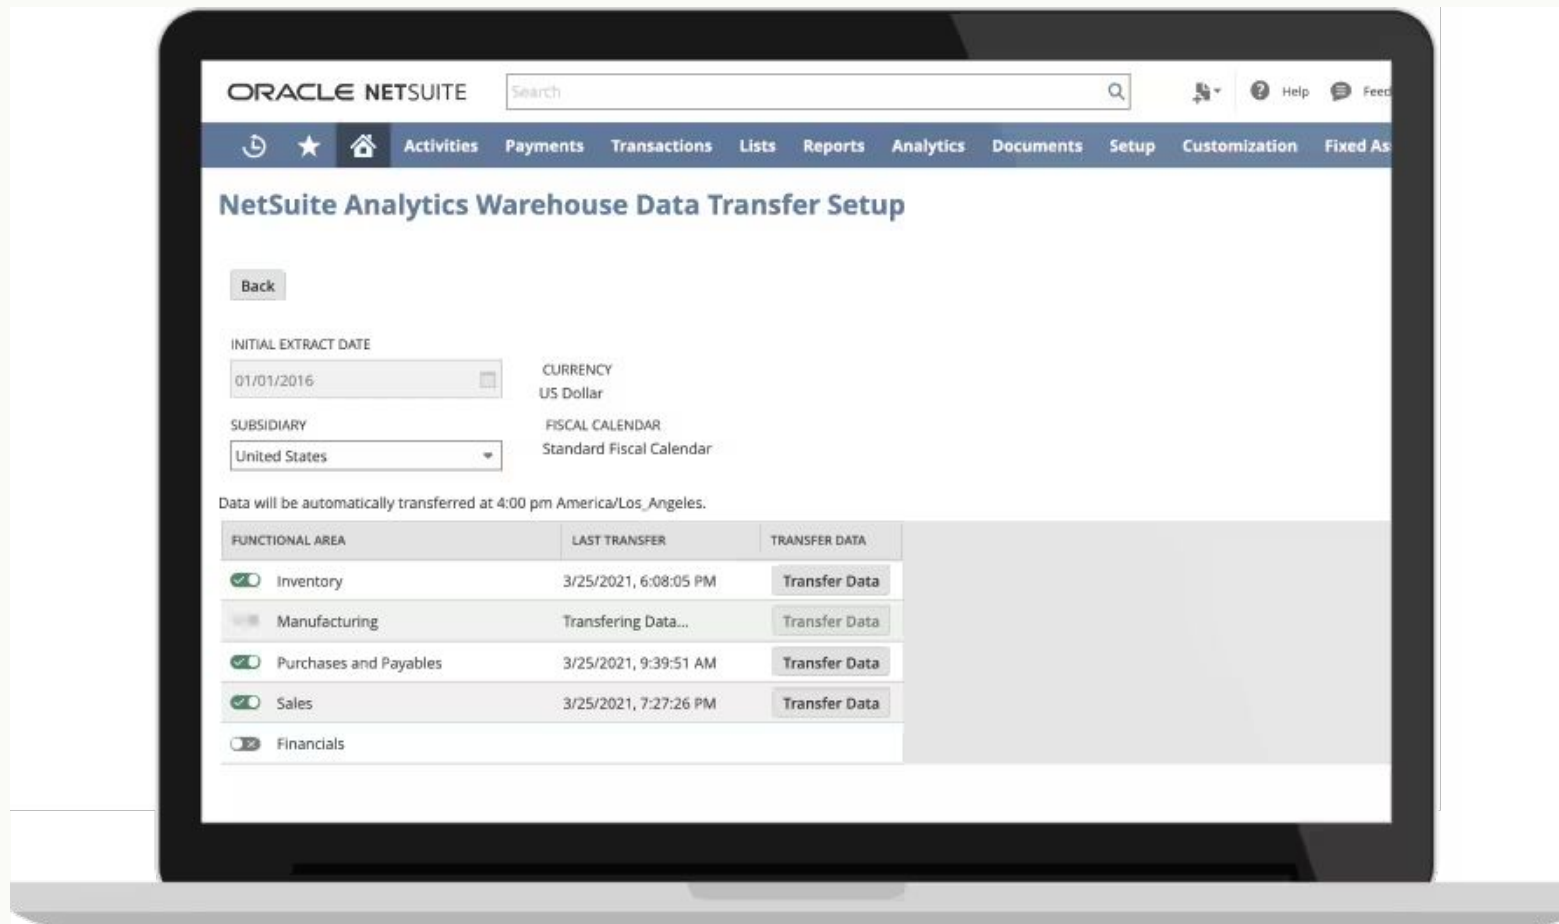 ORACLE NETSUITE
Search
Help
Feed
Activities Payments Transactions Lists Reports Analytics Documents Setup Customization Fixed As
NetSuite Analytics Warehouse Data Transfer Setup
Back
INITIAL EXTRACT DATE
01/01/2016
CURRENCY
US Dollar
SUBSIDIARY
United States
FISCAL CALENDAR
Standard Fiscal Calendar
Data will be automatically transferred at 4:00 pm America/Los_Angeles.
FUNCTIONAL AREA LAST TRANSFER TRANSFER DATA
Inventory 3/25/2021, 6:08:05 PM Transfer Data
Manufacturing Transfering Data... Transfer Data
Purchases and Payables 3/25/2021, 9:39:51 AM Transfer Data
Sales 3/25/2021, 7:27:26 PM Transfer Data
Financials